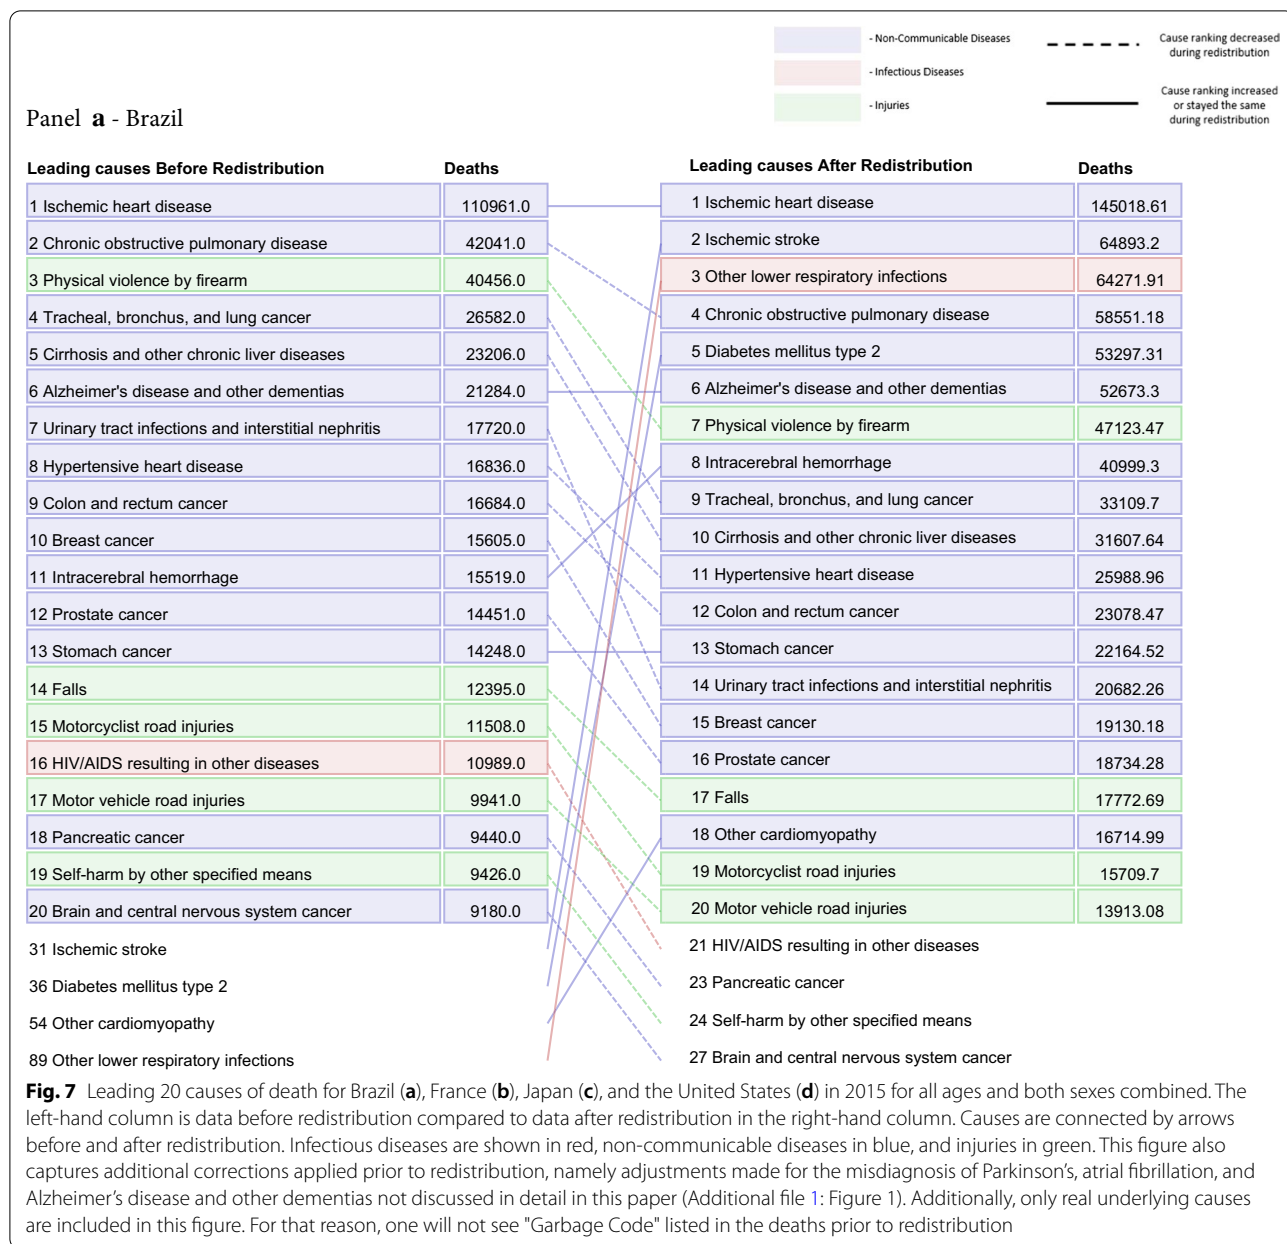 - Non-Communicable Diseases
- Infectious Diseases
- Injuries
Cause ranking decreased
during redistribution
Cause ranking increased
or stayed the same
during redistribution
Panel a - Brazil
Leading causes Before Redistribution Deaths
1 Ischemic heart disease 110961.0
2 Chronic obstructive pulmonary disease 42041.0
3 Physical violence by firearm 40456.0
4 Tracheal, bronchus, and lung cancer 26582.0
5 Cirrhosis and other chronic liver diseases 23206.0
6 Alzheimer's disease and other dementias 21284.0
7 Urinary tract infections and interstitial nephritis 17720.0
8 Hypertensive heart disease 16836.0
9 Colon and rectum cancer 16684.0
10 Breast cancer 15605.0
11 Intracerebral hemorrhage 15519.0
12 Prostate cancer 14451.0
13 Stomach cancer 14248.0
14 Falls 12395.0
15 Motorcyclist road injuries 11508.0
16 HIV/AIDS resulting in other diseases 10989.0
17 Motor vehicle road injuries 9941.0
18 Pancreatic cancer 9440.0
19 Self-harm by other specified means 9426.0
20 Brain and central nervous system cancer 9180.0
31 Ischemic stroke
36 Diabetes mellitus type 2
54 Other cardiomyopathy
89 Other lower respiratory infections
Leading causes After Redistribution Deaths
1 Ischemic heart disease 145018.61
2 Ischemic stroke 64893.2
3 Other lower respiratory infections 64271.91
4 Chronic obstructive pulmonary disease 58551.18
5 Diabetes mellitus type 2 53297.31
6 Alzheimer's disease and other dementias 52673.3
7 Physical violence by firearm 47123.47
8 Intracerebral hemorrhage 40999.3
9 Tracheal, bronchus, and lung cancer 33109.7
10 Cirrhosis and other chronic liver diseases 31607.64
11 Hypertensive heart disease 25988.96
12 Colon and rectum cancer 23078.47
13 Stomach cancer 22164.52
14 Urinary tract infections and interstitial nephritis 20682.26
15 Breast cancer 19130.18
16 Prostate cancer 18734.28
17 Falls 17772.69
18 Other cardiomyopathy 16714.99
19 Motorcyclist road injuries 15709.7
20 Motor vehicle road injuries 13913.08
21 HIV/AIDS resulting in other diseases
23 Pancreatic cancer
24 Self-harm by other specified means
27 Brain and central nervous system cancer
Fig. 7 Leading 20 causes of death for Brazil (a), France (b), Japan (c), and the United States (d) in 2015 for all ages and both sexes combined. The
left-hand column is data before redistribution compared to data after redistribution in the right-hand column. Causes are connected by arrows
before and after redistribution. Infectious diseases are shown in red, non-communicable diseases in blue, and injuries in green. This figure also
captures additional corrections applied prior to redistribution, namely adjustments made for the misdiagnosis of Parkinson's, atrial fibrillation, and
Alzheimer's disease and other dementias not discussed in detail in this paper (Additional file 1: Figure 1). Additionally, only real underlying causes
are included in this figure. For that reason, one will not see "Garbage Code" listed in the deaths prior to redistribution